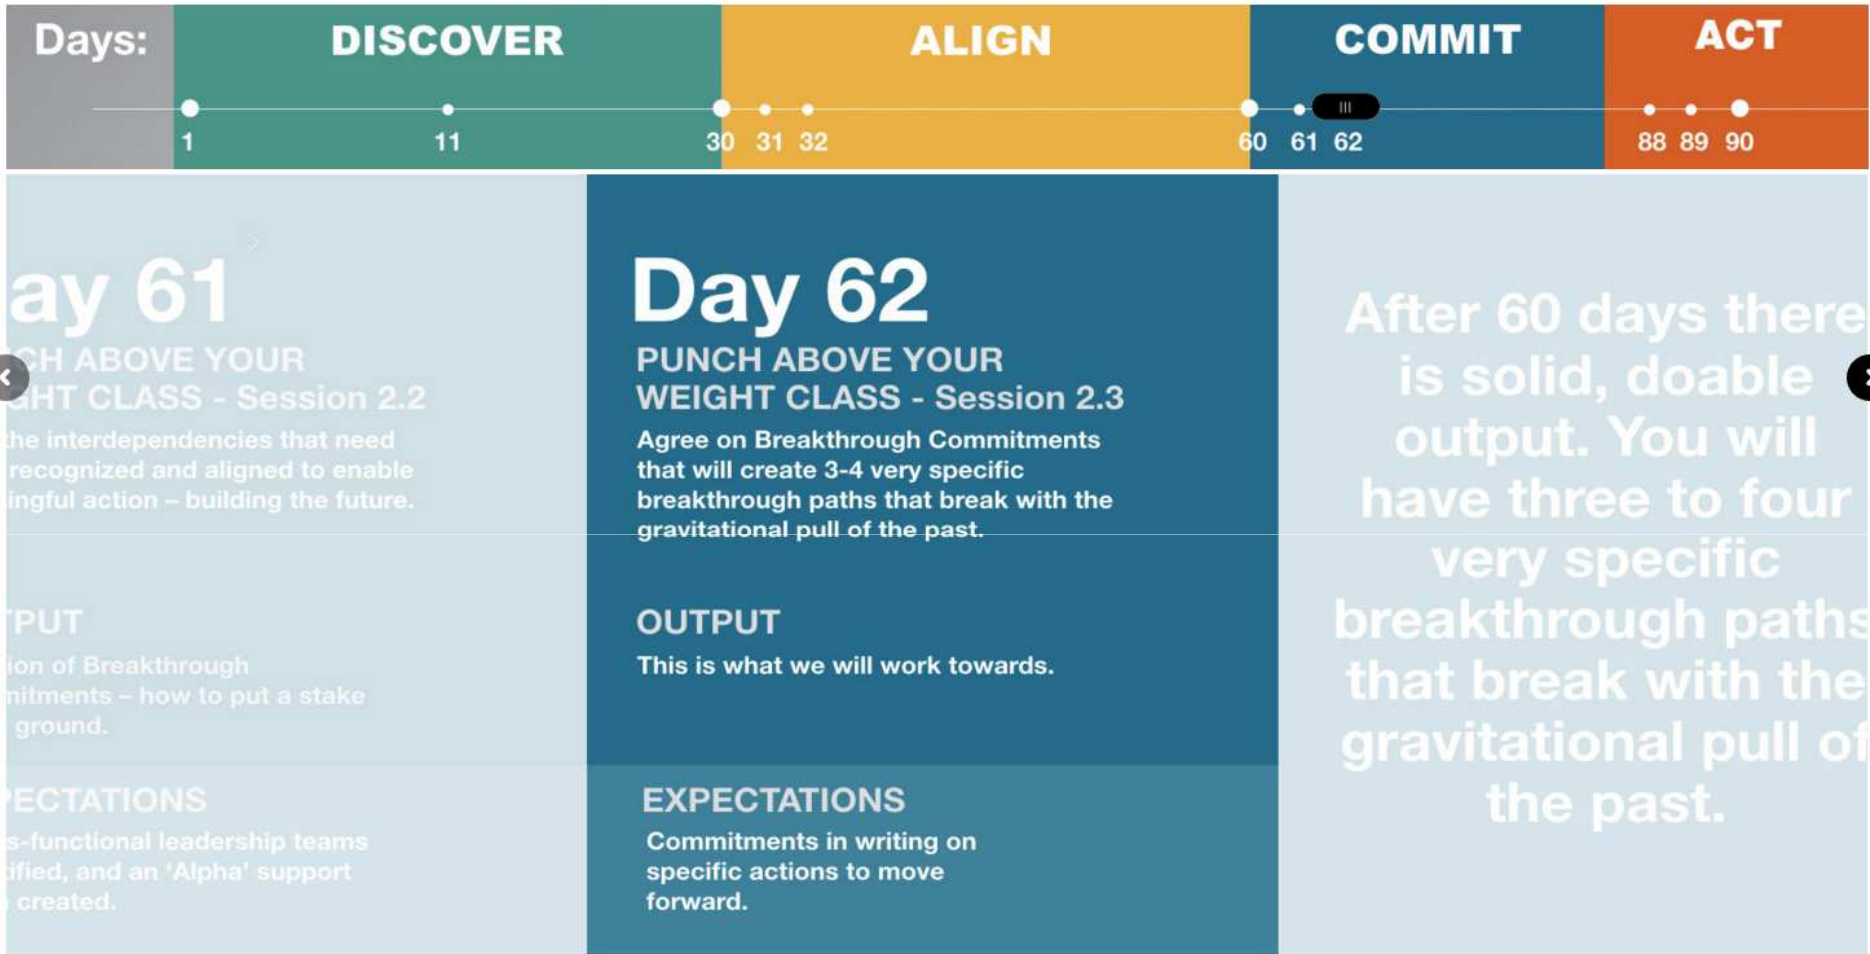 Days:
DISCOVER
ALIGN
COMMIT
ACT
1
11
30
31
32
60
61
62
88
89
90
ay 61
CH ABOVE YOUR
GHT CLASS - Session 2.2
the interdependencies that need
recognized and aligned to enable
ingful action – building the future.
TPUT
ion of Breakthrough
mitments – how to put a stake
ground.
PECTATIONS
s-functional leadership teams
tified, and an ‘Alpha’ support
created.
Day 62
PUNCH ABOVE YOUR
WEIGHT CLASS - Session 2.3
Agree on Breakthrough Commitments
that will create 3-4 very specific
breakthrough paths that break with the
gravitational pull of the past.
OUTPUT
This is what we will work towards.
EXPECTATIONS
Commitments in writing on
specific actions to move
forward.
After 60 days there
is solid, doable
output. You will
have three to four
very specific
breakthrough paths
that break with the
gravitational pull of
the past.